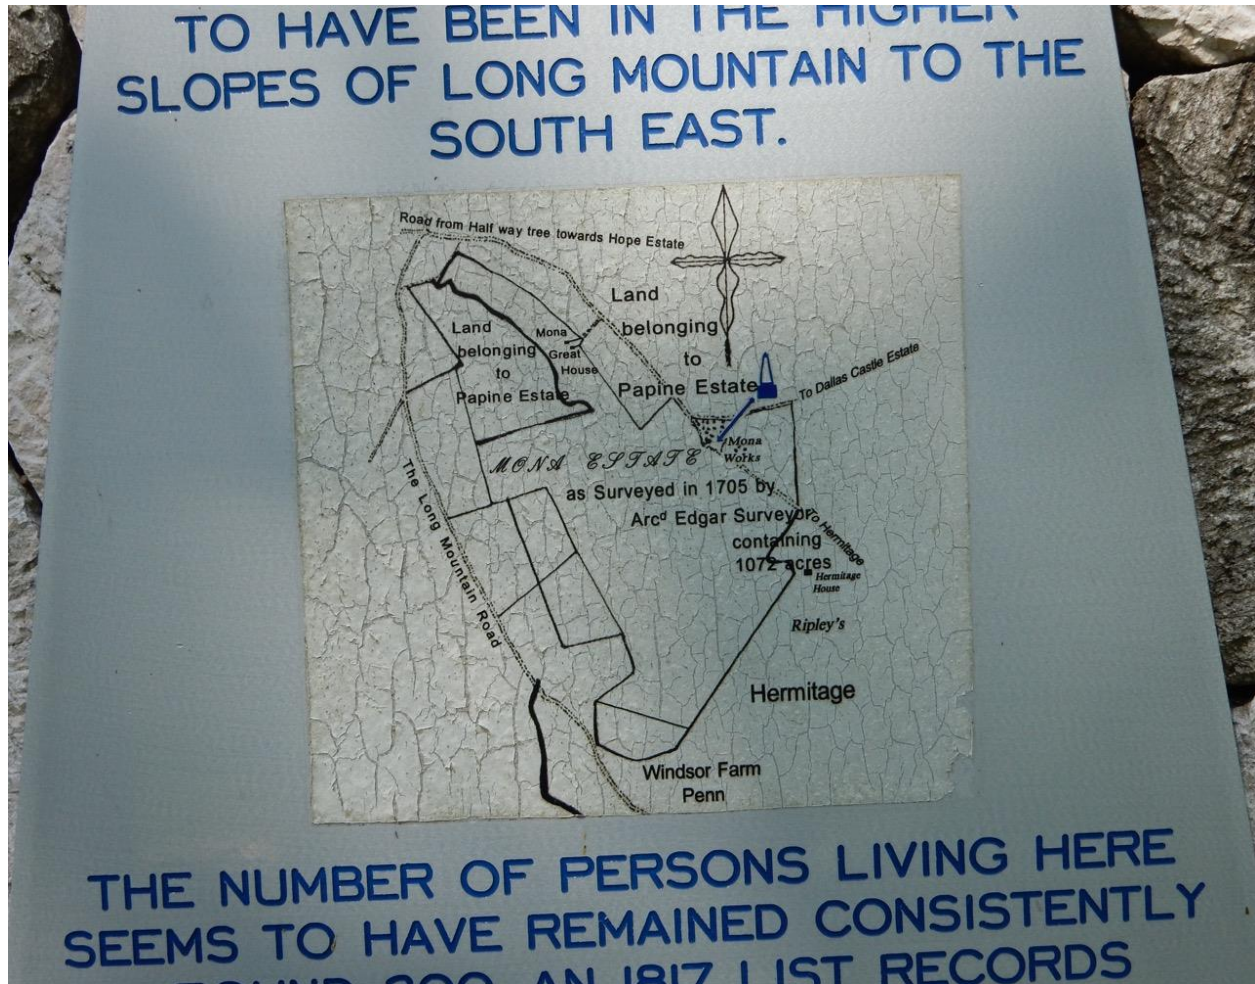 TO HAVE BEEN IN THE HIGHER
SLOPES OF LONG MOUNTAIN TO THE
SOUTH EAST.
Road from Half way tree towards Hope Estate
Land
belonging
to
Papine Estate
Land
belonging
to
Papine Estate
Mona
Great
House
To Dallas Castle Estate
Mona
Works
MONA ESTATE
as Surveyed in 1705 by
Arcd Edgar Surveyor
containing
1072 acres
To Hermitage
Hermitage
House
Ripley's
Hermitage
The Long Mountain Road
Windsor Farm
Penn
THE NUMBER OF PERSONS LIVING HERE
SEEMS TO HAVE REMAINED CONSISTENTLY
AN 1817 LIST RECORDS